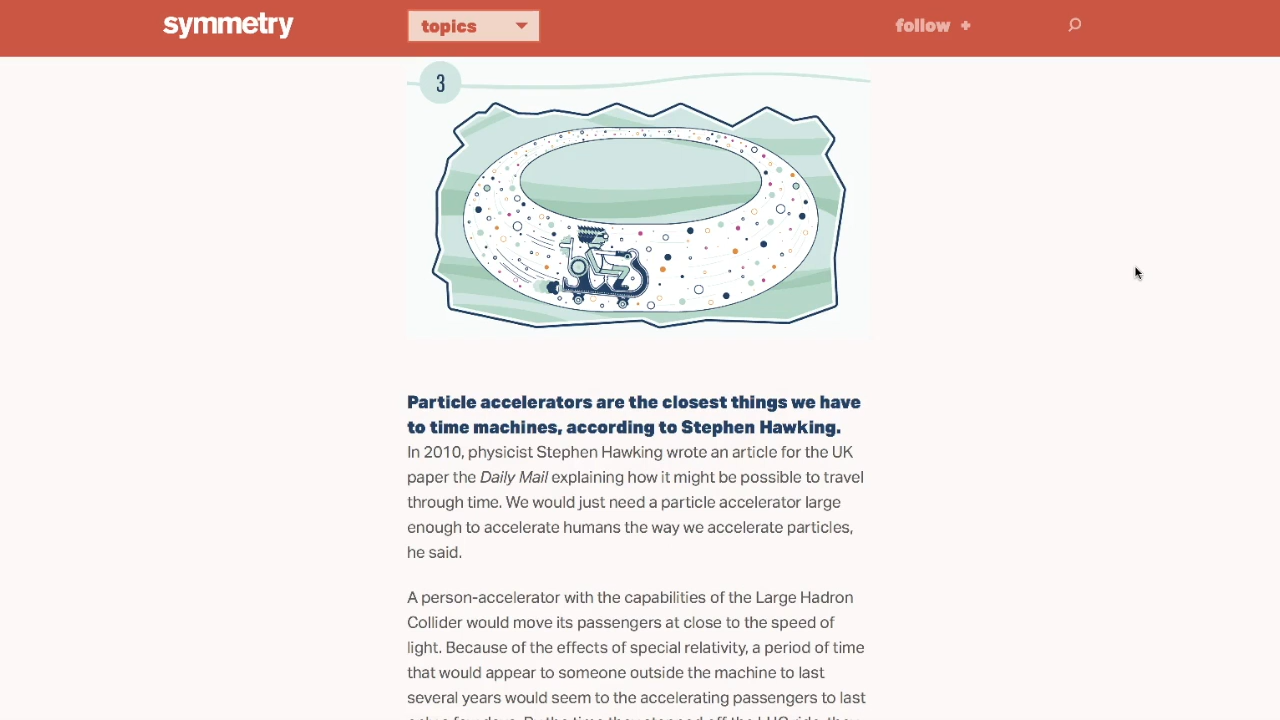 symmetry
topics
follow +
3
Particle accelerators are the closest things we have
to time machines, according to Stephen Hawking.
In 2010, physicist Stephen Hawking wrote an article for the UK
paper the Daily Mail explaining how it might be possible to travel
through time. We would just need a particle accelerator large
enough to accelerate humans the way we accelerate particles,
he said.
A person-accelerator with the capabilities of the Large Hadron
Collider would move its passengers at close to the speed of
light. Because of the effects of special relativity, a period of time
that would appear to someone outside the machine to last
several years would seem to the accelerating passengers to last